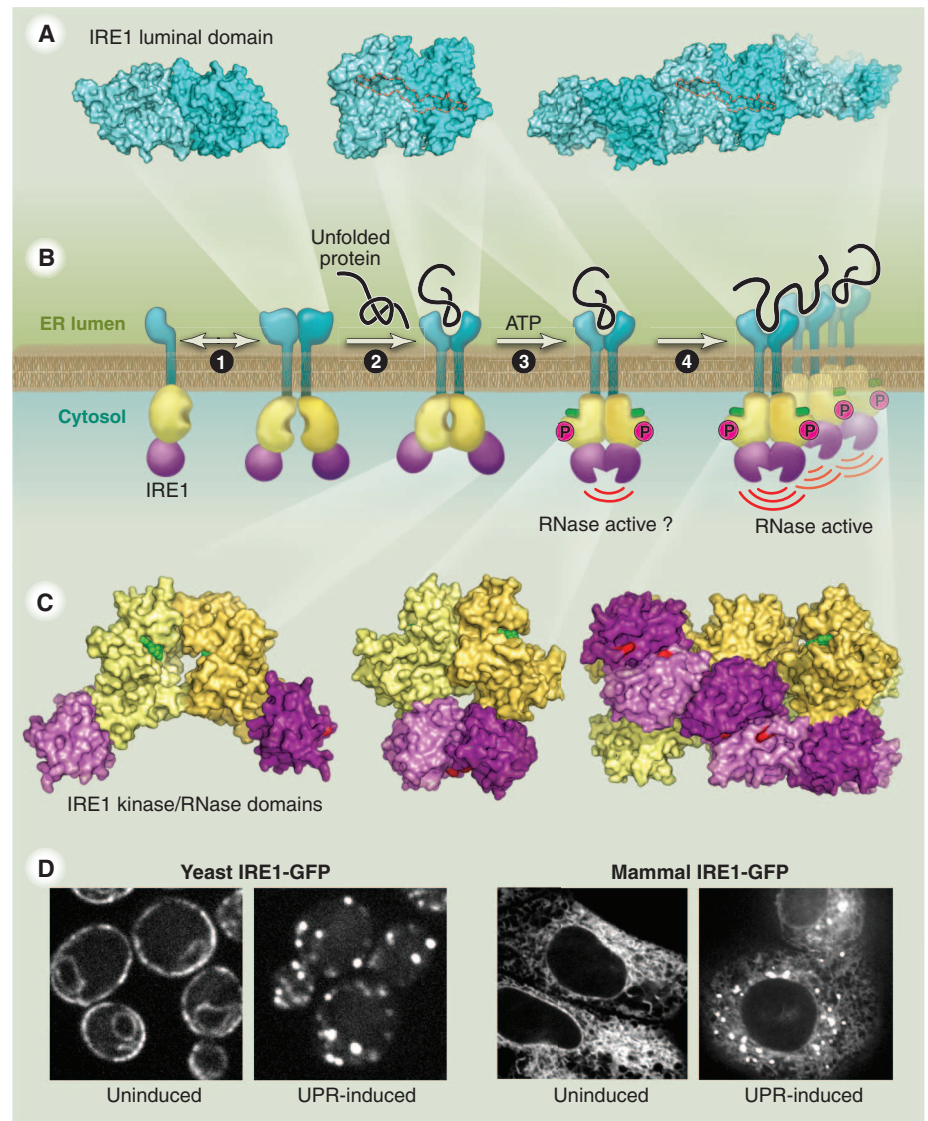 A
IRE1 luminal domain
B
Unfolded
protein
ER lumen
ATP
1
2
3
4
Cytosol
P
P
P
P
P
P
IRE1
RNase active ?
RNase active
C
IRE1 kinase/RNase domains
D
Yeast IRE1-GFP
Mammal IRE1-GFP
Uninduced
UPR-induced
Uninduced
UPR-induced